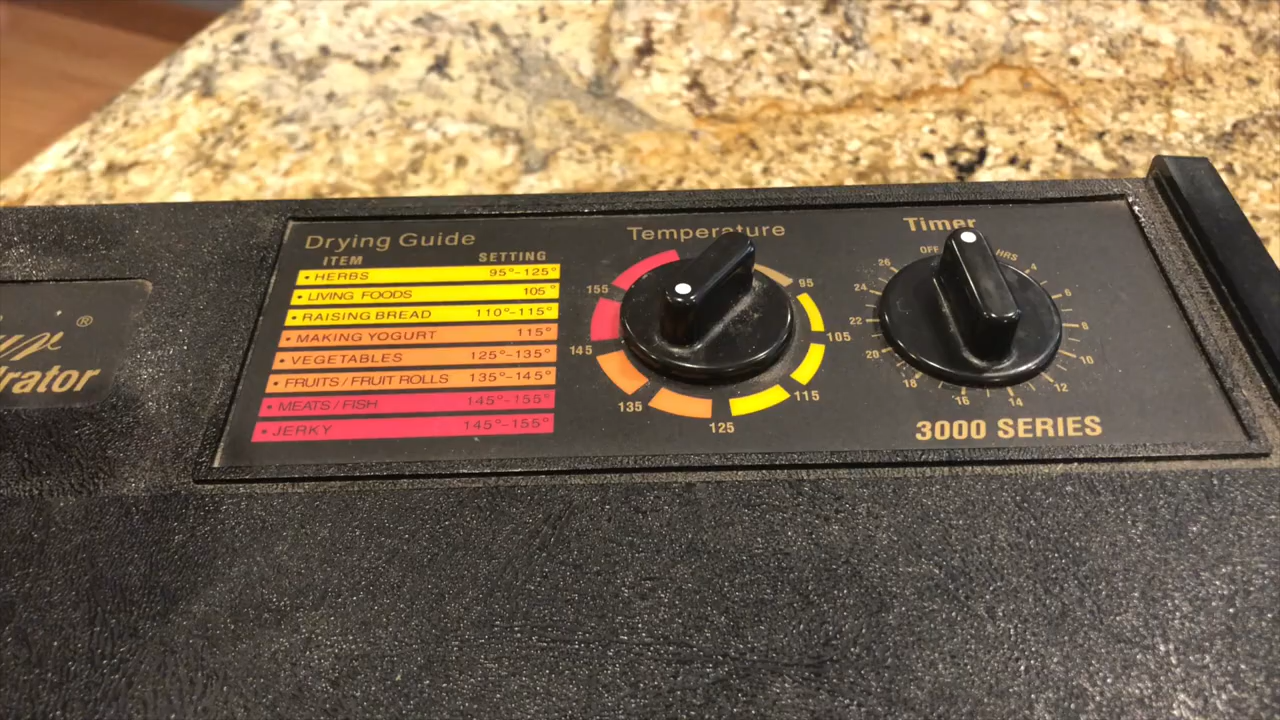 ®
Drying Guide
ITEM SETTING
• HERBS 95°-125°
• LIVING FOODS 105°
• RAISING BREAD 110°-115°
• MAKING YOGURT 115°
• VEGETABLES 125°-135°
• FRUITS/FRUIT ROLLS 135°-145°
• MEATS/FISH 145°-155°
• JERKY 145°-155°
Temperature
95
105
115
125
135
145
155
Timer
OFF
HRS
4
6
8
10
12
14
16
18
20
22
24
26
3000 SERIES